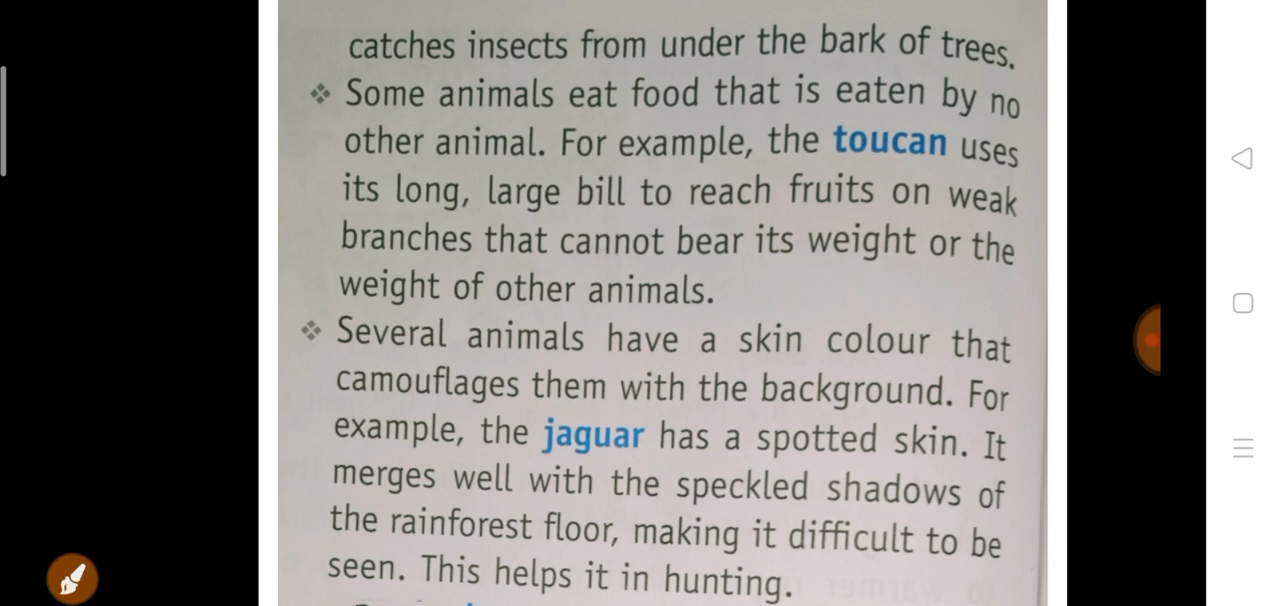 catches insects from under the bark of trees.
❖ Some animals eat food that is eaten by no
other animal. For example, the toucan uses
its long, large bill to reach fruits on weak
branches that cannot bear its weight or the
weight of other animals.
❖ Several animals have a skin colour that
camouflages them with the background. For
example, the jaguar has a spotted skin. It
merges well with the speckled shadows of
the rainforest floor, making it difficult to be
seen. This helps it in hunting.